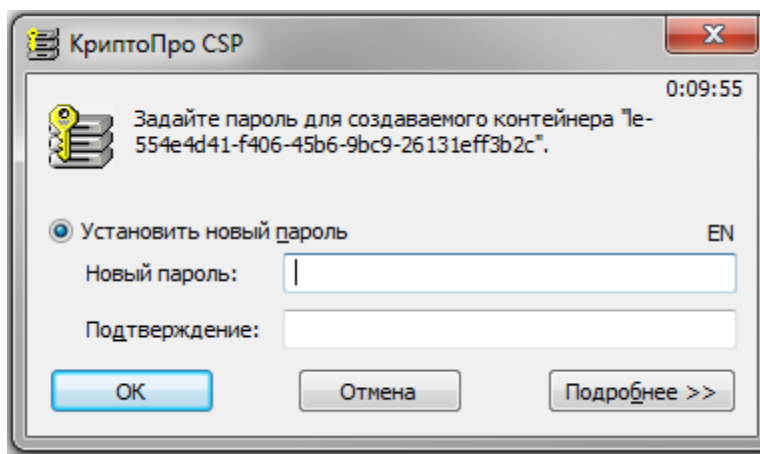 КриптоПро CSP
0:09:55
Задайте пароль для создаваемого контейнера "le-
554e4d41-f406-45b6-9bc9-26131eff3b2c".
Установить новый пароль EN
Новый пароль:
Подтверждение:
ОК Отмена Подробнее >>